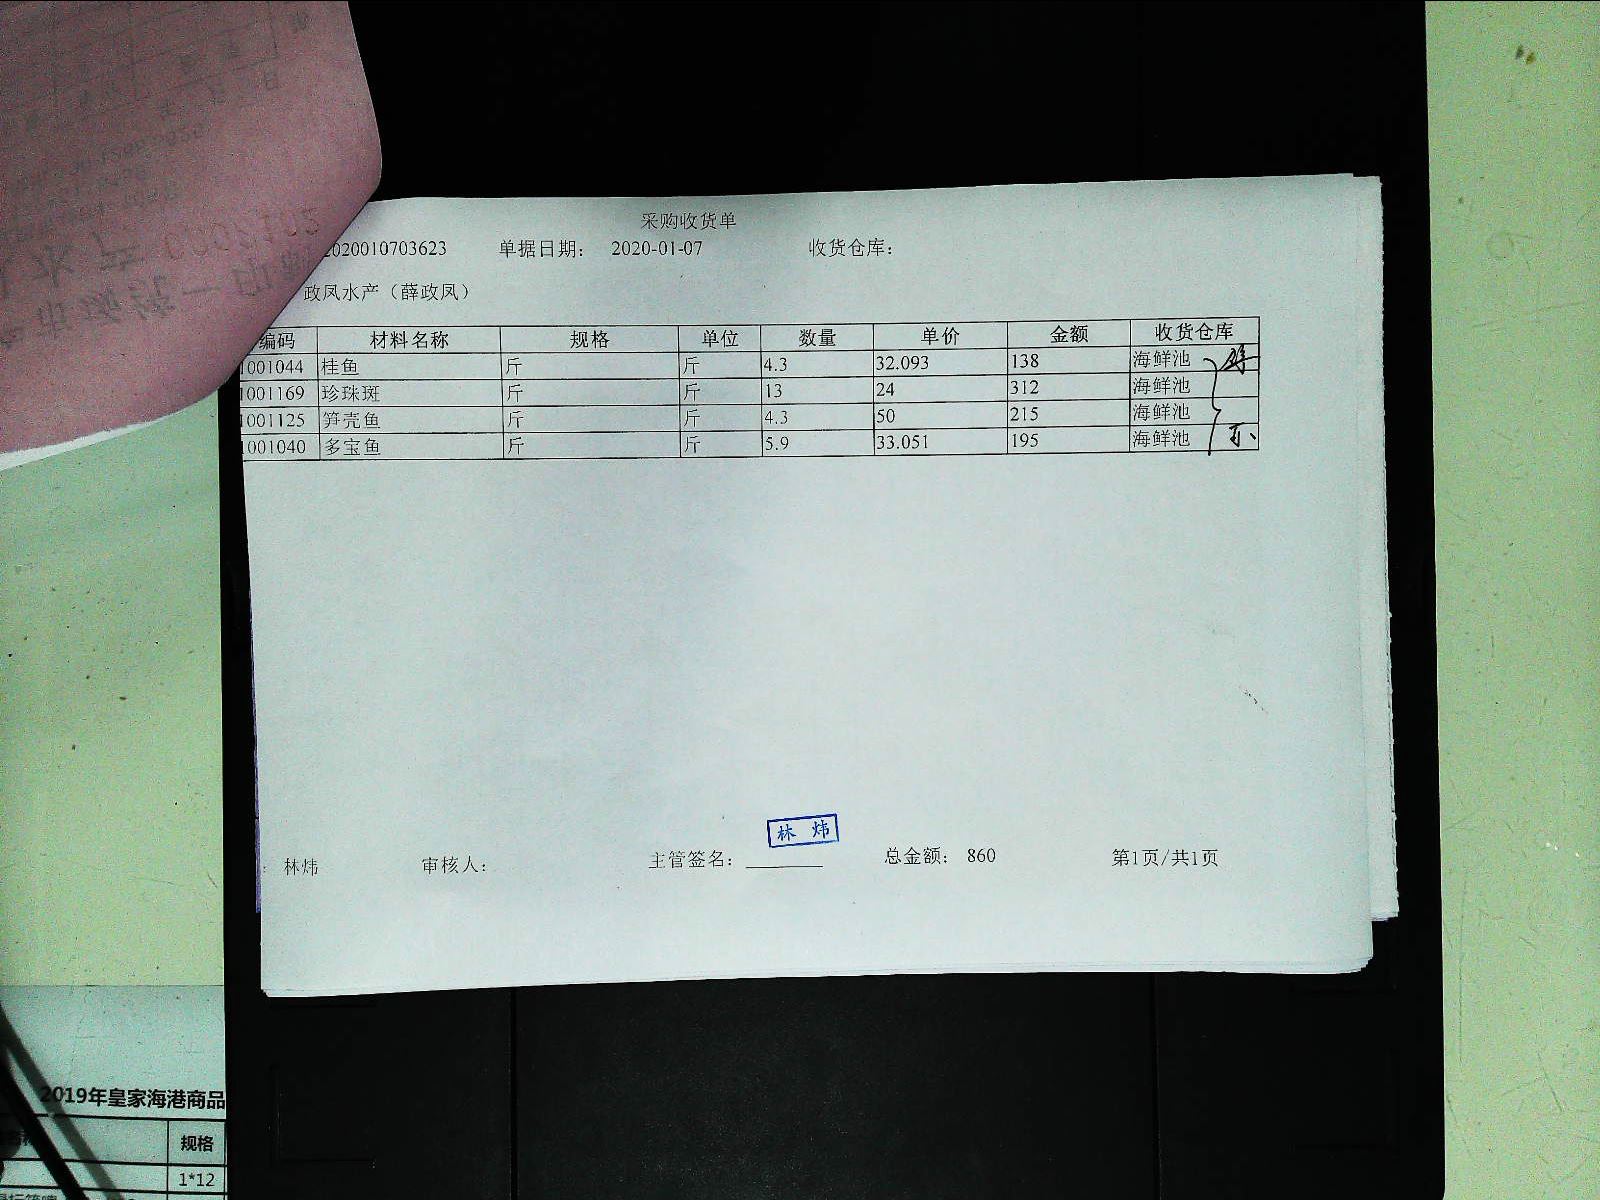 采购收货单
2020010703623 单据日期： 2020-01-07 收货仓库：
政凤水产（薛政凤）
编码 材料名称 规格 单位 数量 单价 金额 收货仓库
1001044 桂鱼 斤 斤 4.3 32.093 138 海鲜池
1001169 珍珠斑 斤 斤 13 24 312 海鲜池
1001125 笋壳鱼 斤 斤 4.3 50 215 海鲜池
1001040 多宝鱼 斤 斤 5.9 33.051 195 海鲜池
林 炜
： 林炜 审核人： 主管签名： 总金额： 860 第1页/共1页
2019年皇家海港商品
规格
1*12